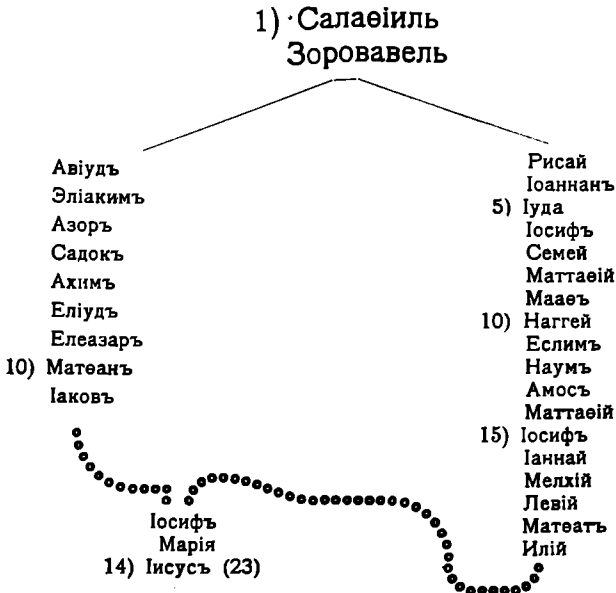 1) Салаѳіиль
Зоровавель
Авіудъ
Эліакимъ
Азоръ
Садокъ
Ахимъ
Еліудъ
Елеазаръ
10) Матѳанъ
Іаковъ
Рисай
Іоаннанъ
5) Іуда
Іосифъ
Семей
Маттаѳій
Мааѳъ
10) Наггей
Еслимъ
Наумъ
Амосъ
Маттаѳій
15) Іосифъ
Іаннай
Мелхій
Левій
Матѳатъ
Илій
Іосифъ
Марія
14) Іисусъ (23)